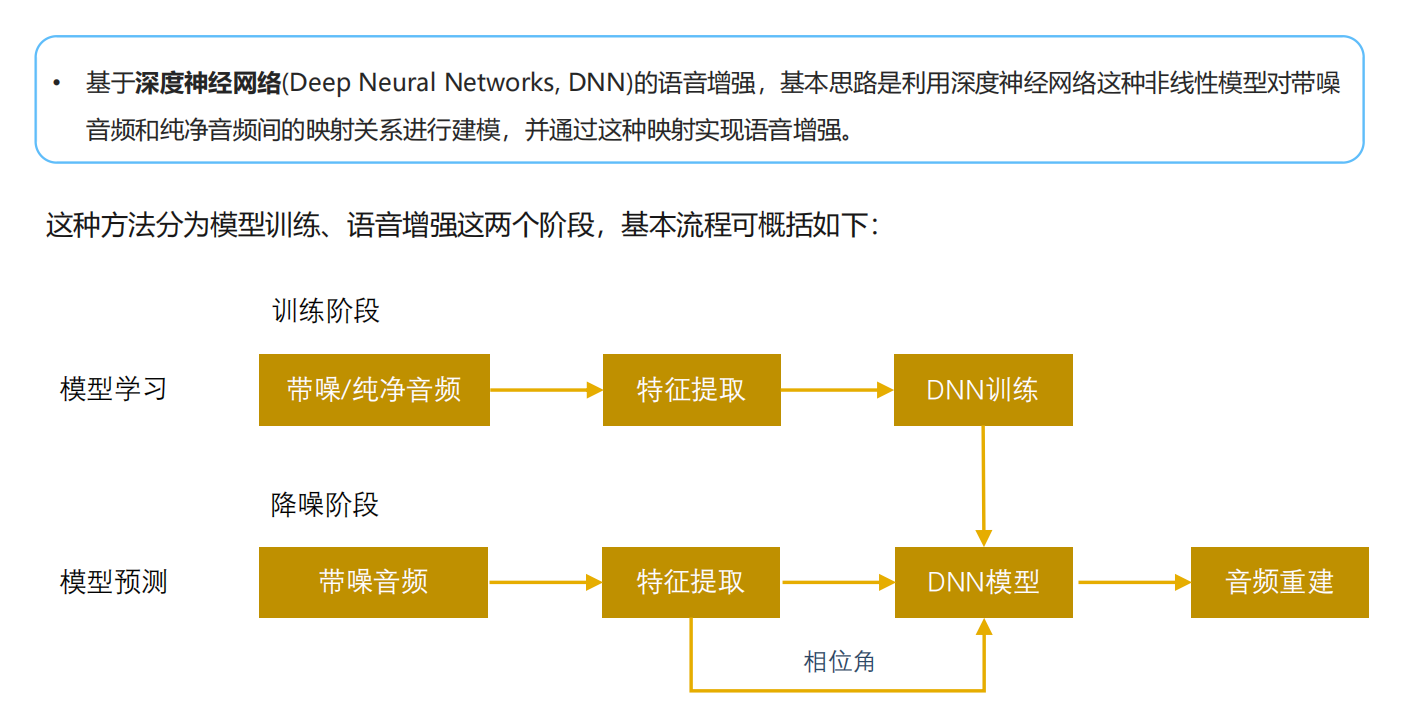 • 基于深度神经网络(Deep Neural Networks, DNN)的语音增强，基本思路是利用深度神经网络这种非线性模型对带噪
音频和纯净音频间的映射关系进行建模，并通过这种映射实现语音增强。
这种方法分为模型训练、语音增强这两个阶段，基本流程可概括如下：
训练阶段
模型学习
带噪/纯净音频
特征提取
DNN训练
降噪阶段
模型预测
带噪音频
特征提取
DNN模型
音频重建
相位角